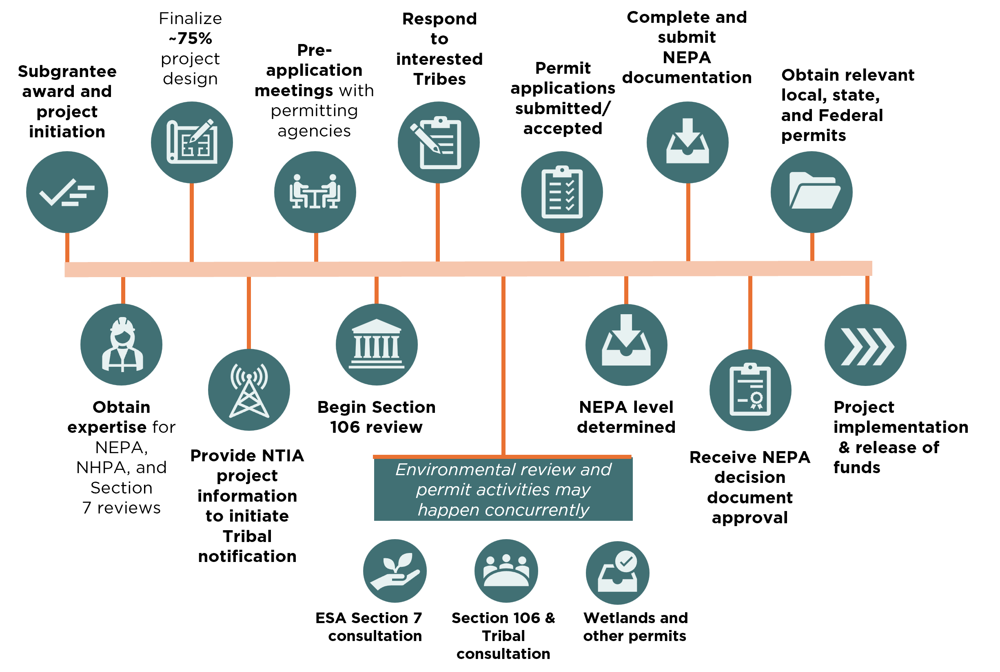 Subgrantee
award and
project
initiation
Finalize
~75%
project
design
Pre-
application
meetings with
permitting
agencies
Respond
to
interested
Tribes
Permit
applications
submitted/
accepted
Complete and
submit
NEPA
documentation
Obtain relevant
local, state,
and Federal
permits
Obtain
expertise for
NEPA,
NHPA, and
Section
7 reviews
Provide NTIA
project
information
to initiate
Tribal
notification
Begin Section
106 review
Environmental review and
permit activities may
happen concurrently
ESA Section 7
consultation
Section 106 &
Tribal
consultation
Wetlands and
other permits
NEPA level
determined
Receive NEPA
decision
document
approval
Project
implementation
& release of
funds